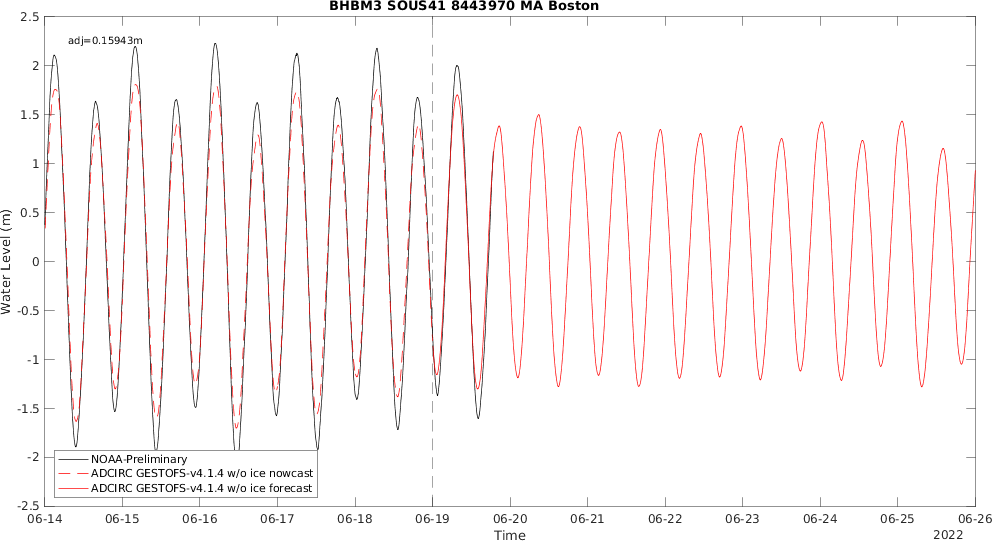 BHBM3 SOUS41 8443970 MA Boston
adj=0.15943m
2.5
2
1.5
1
0.5
0
-0.5
-1
-1.5
-2
-2.5
Water Level (m)
NOAA-Preliminary
ADCIRC GESTOFS-v4.1.4 w/o ice nowcast
ADCIRC GESTOFS-v4.1.4 w/o ice forecast
06-14 06-15 06-16 06-17 06-18 06-19 06-20 06-21 06-22 06-23 06-24 06-25 06-26
Time
2022